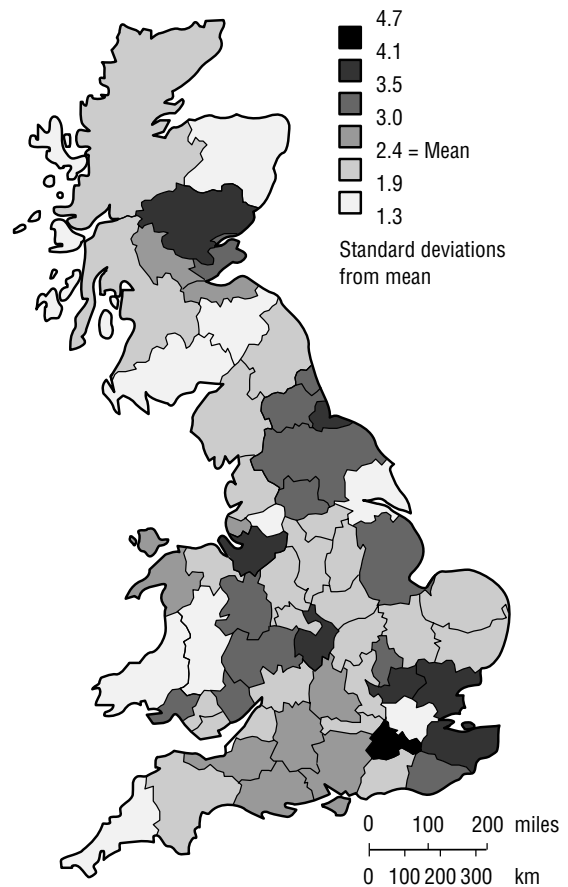 4.7
4.1
3.5
3.0
2.4 = Mean
1.9
1.3
Standard deviations
from mean
0 100 200 miles
0 100 200 300
km